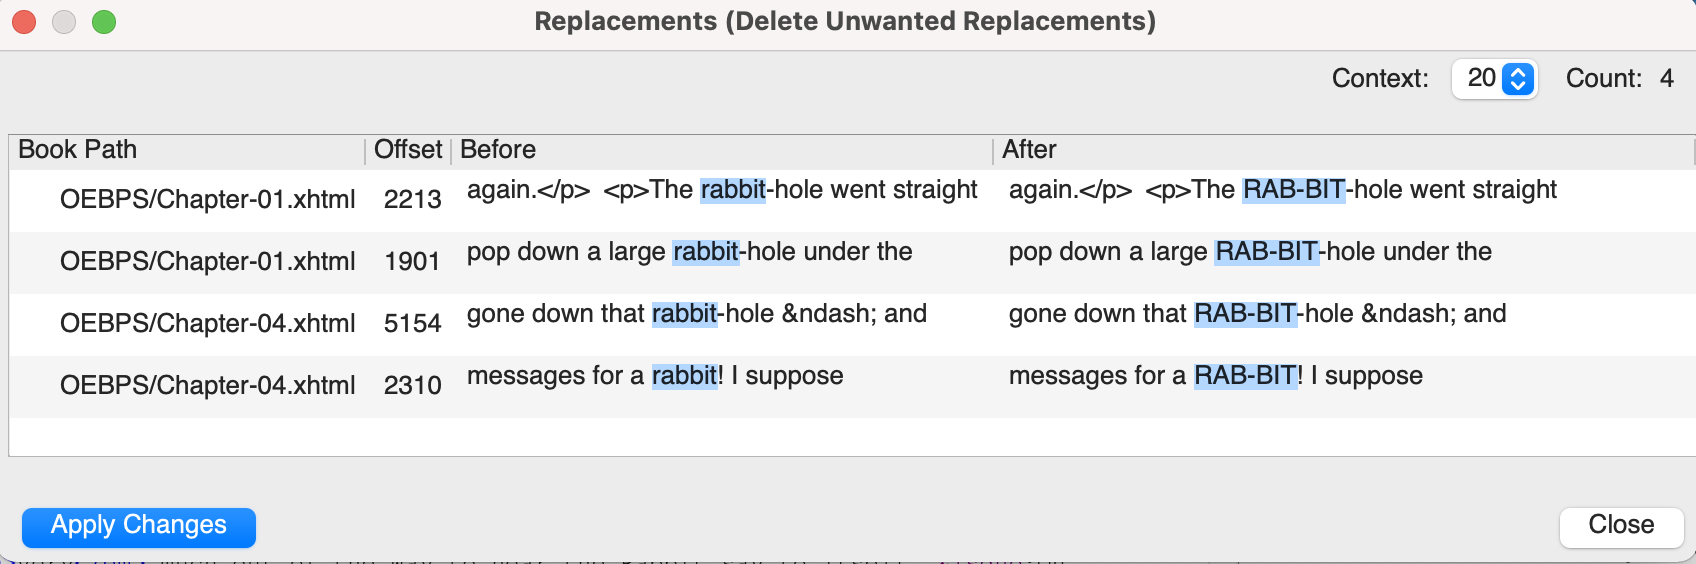 Replacements (Delete Unwanted Replacements)
Context: 20 Count: 4
Book Path Offset Before After
OEBPS/Chapter-01.xhtml 2213 again.</p>  <p>The rabbit-hole went straight again.</p>  <p>The RAB-BIT-hole went straight
OEBPS/Chapter-01.xhtml 1901 pop down a large rabbit-hole under the pop down a large RAB-BIT-hole under the
OEBPS/Chapter-04.xhtml 5154 gone down that rabbit-hole &ndash; and gone down that RAB-BIT-hole &ndash; and
OEBPS/Chapter-04.xhtml 2310 messages for a rabbit! I suppose messages for a RAB-BIT! I suppose
Apply Changes Close